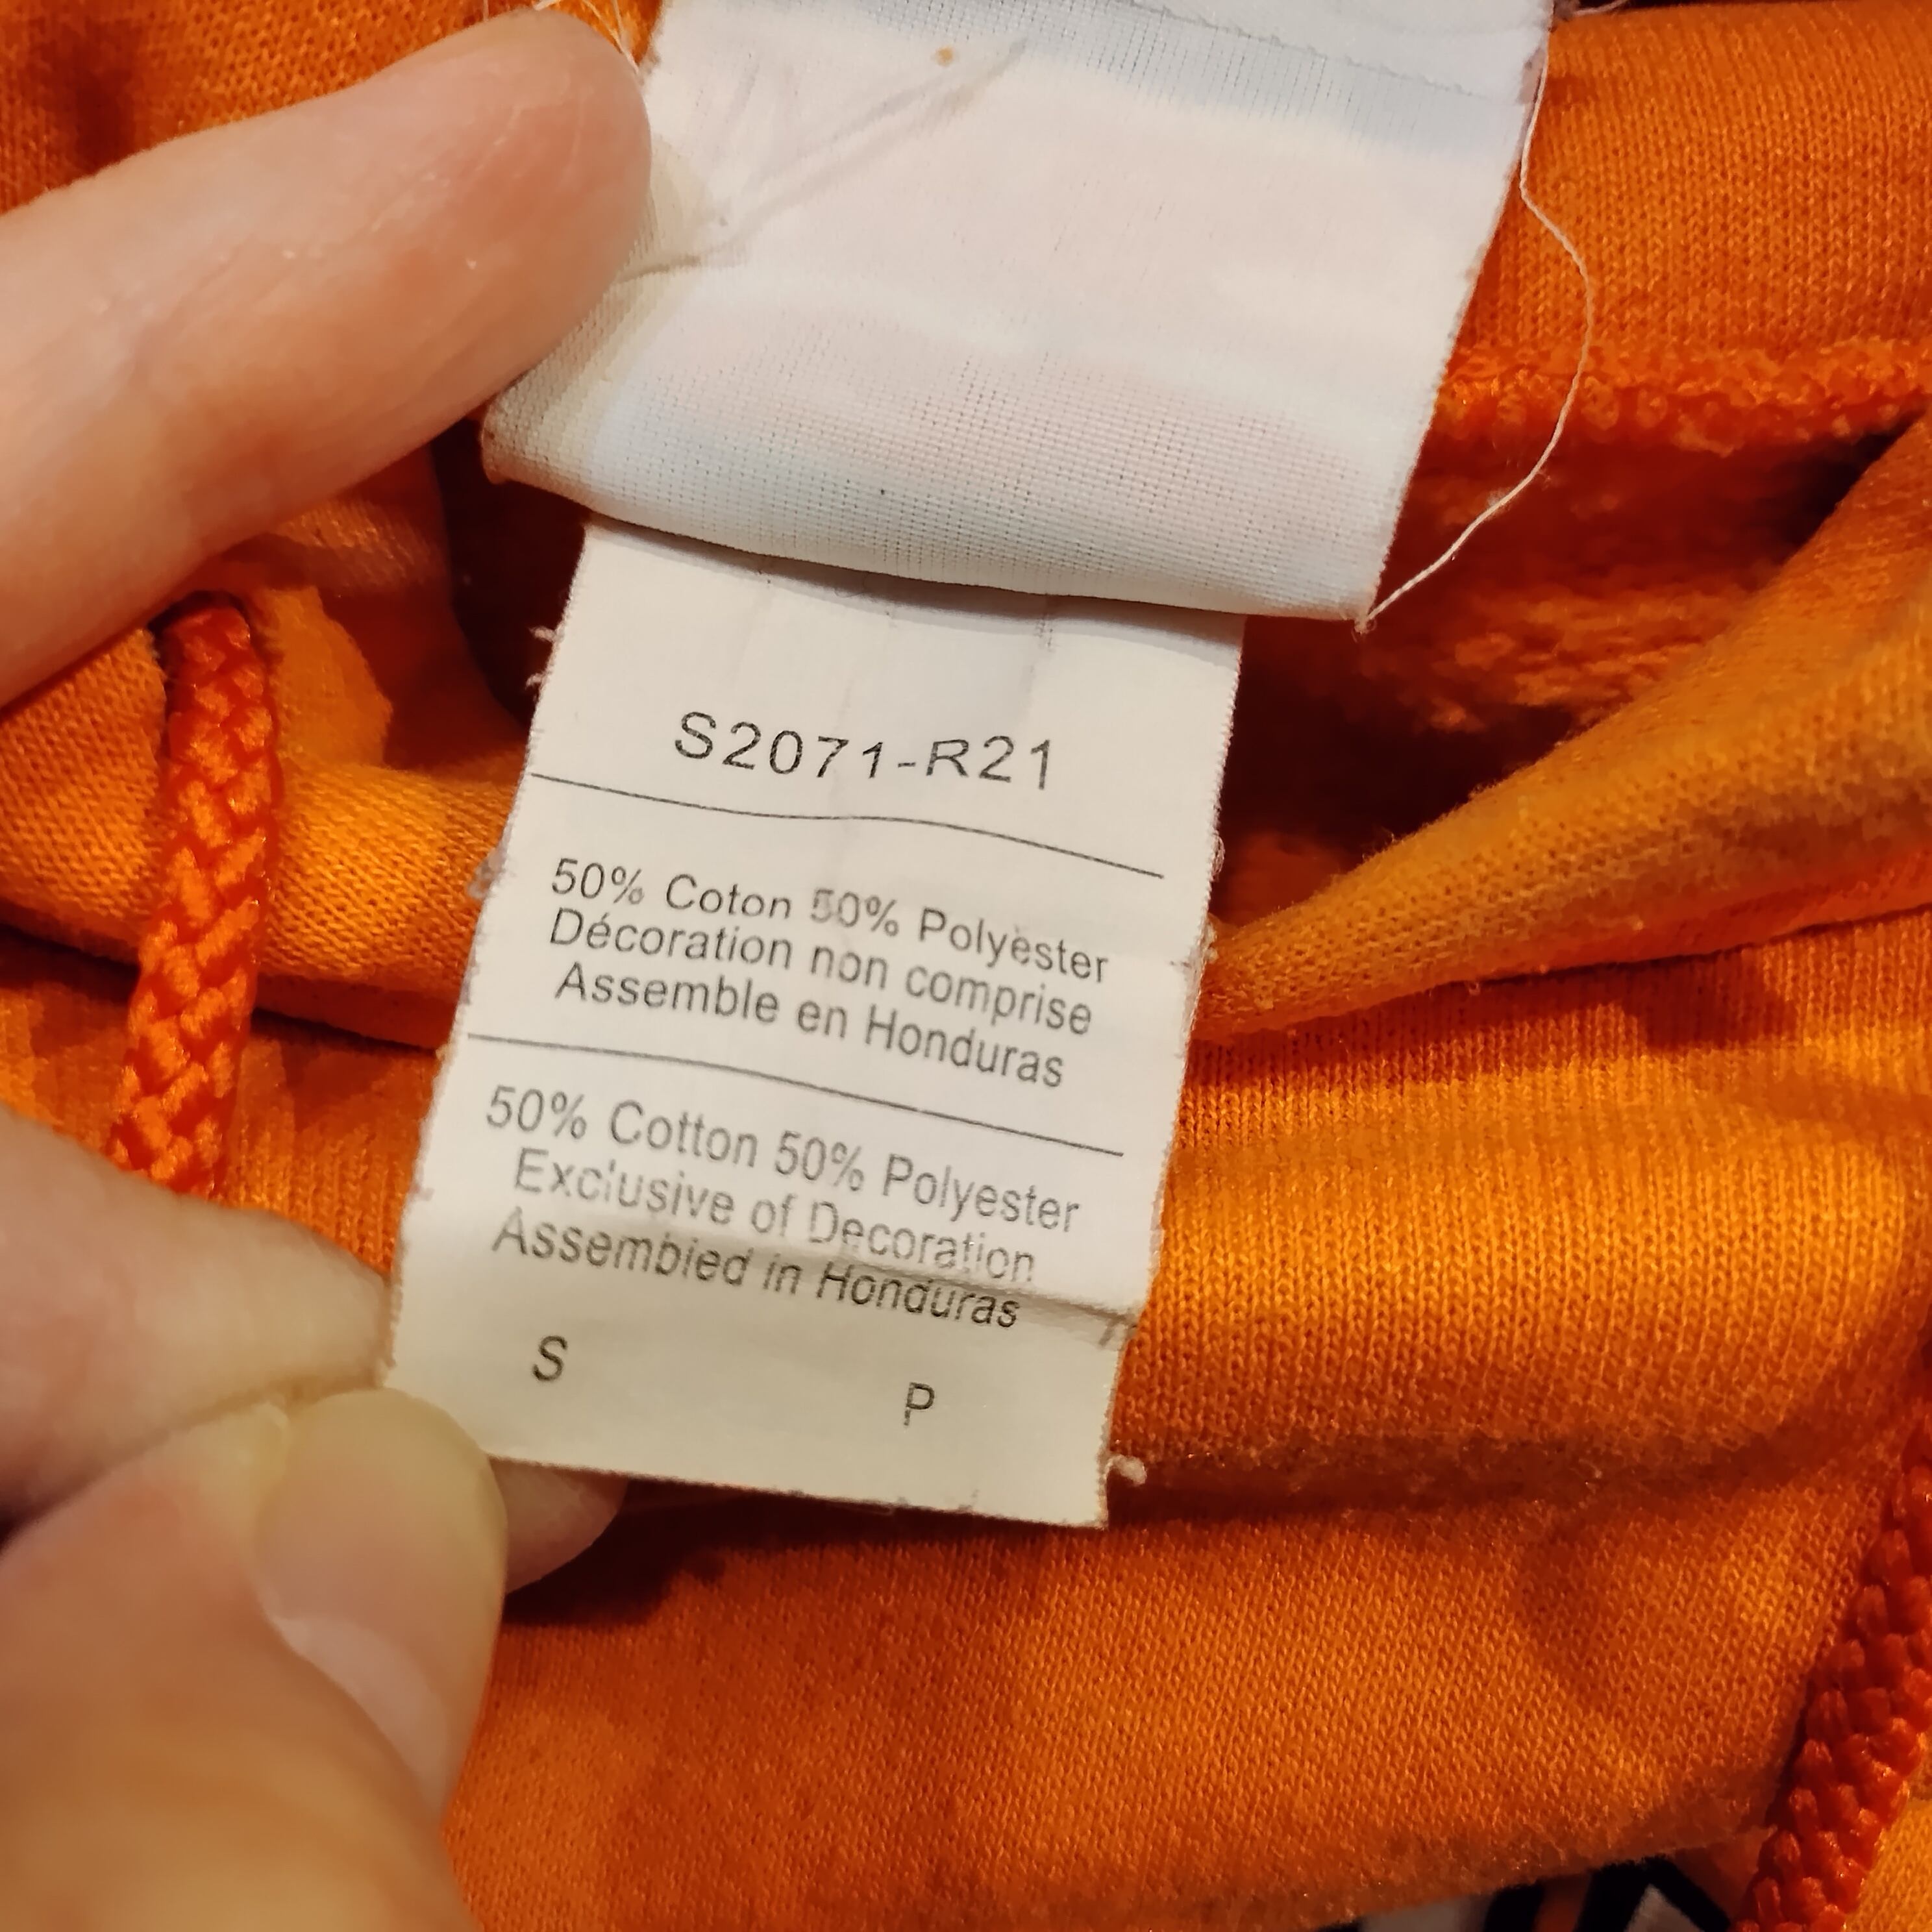 S2071-R21
50% Coton 50% Polyester
Décoration non comprise
Assemble en Honduras
50% Cotton 50% Polyester
Exclusive of Decoration
Assembled in Honduras
S P